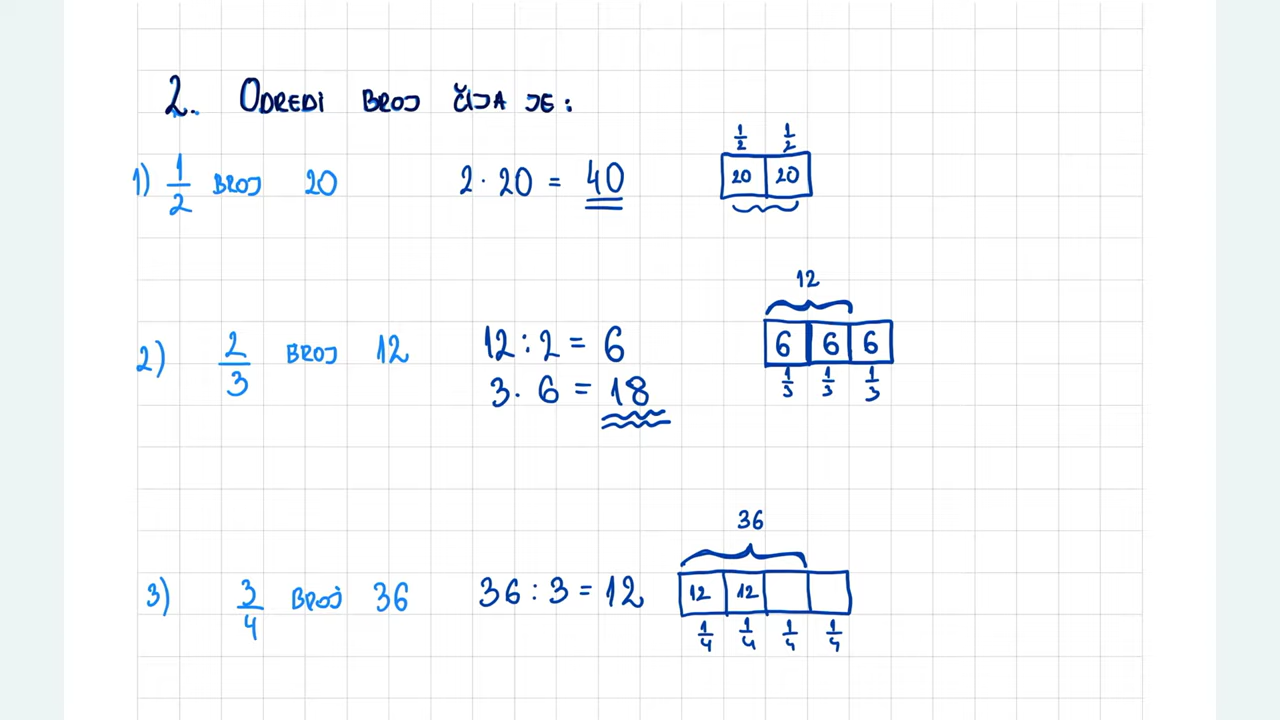 2. ODREDI BROJ ČIJA JE:
1) 1/2 BROJ 20 2 · 20 = 40
1/2 1/2
20 20
2) 2/3 BROJ 12 12 : 2 = 6
3 · 6 = 18
12
6 6 6
1/3 1/3 1/3
3) 3/4 BROJ 36 36 : 3 = 12
36
12 12
1/4 1/4 1/4 1/4